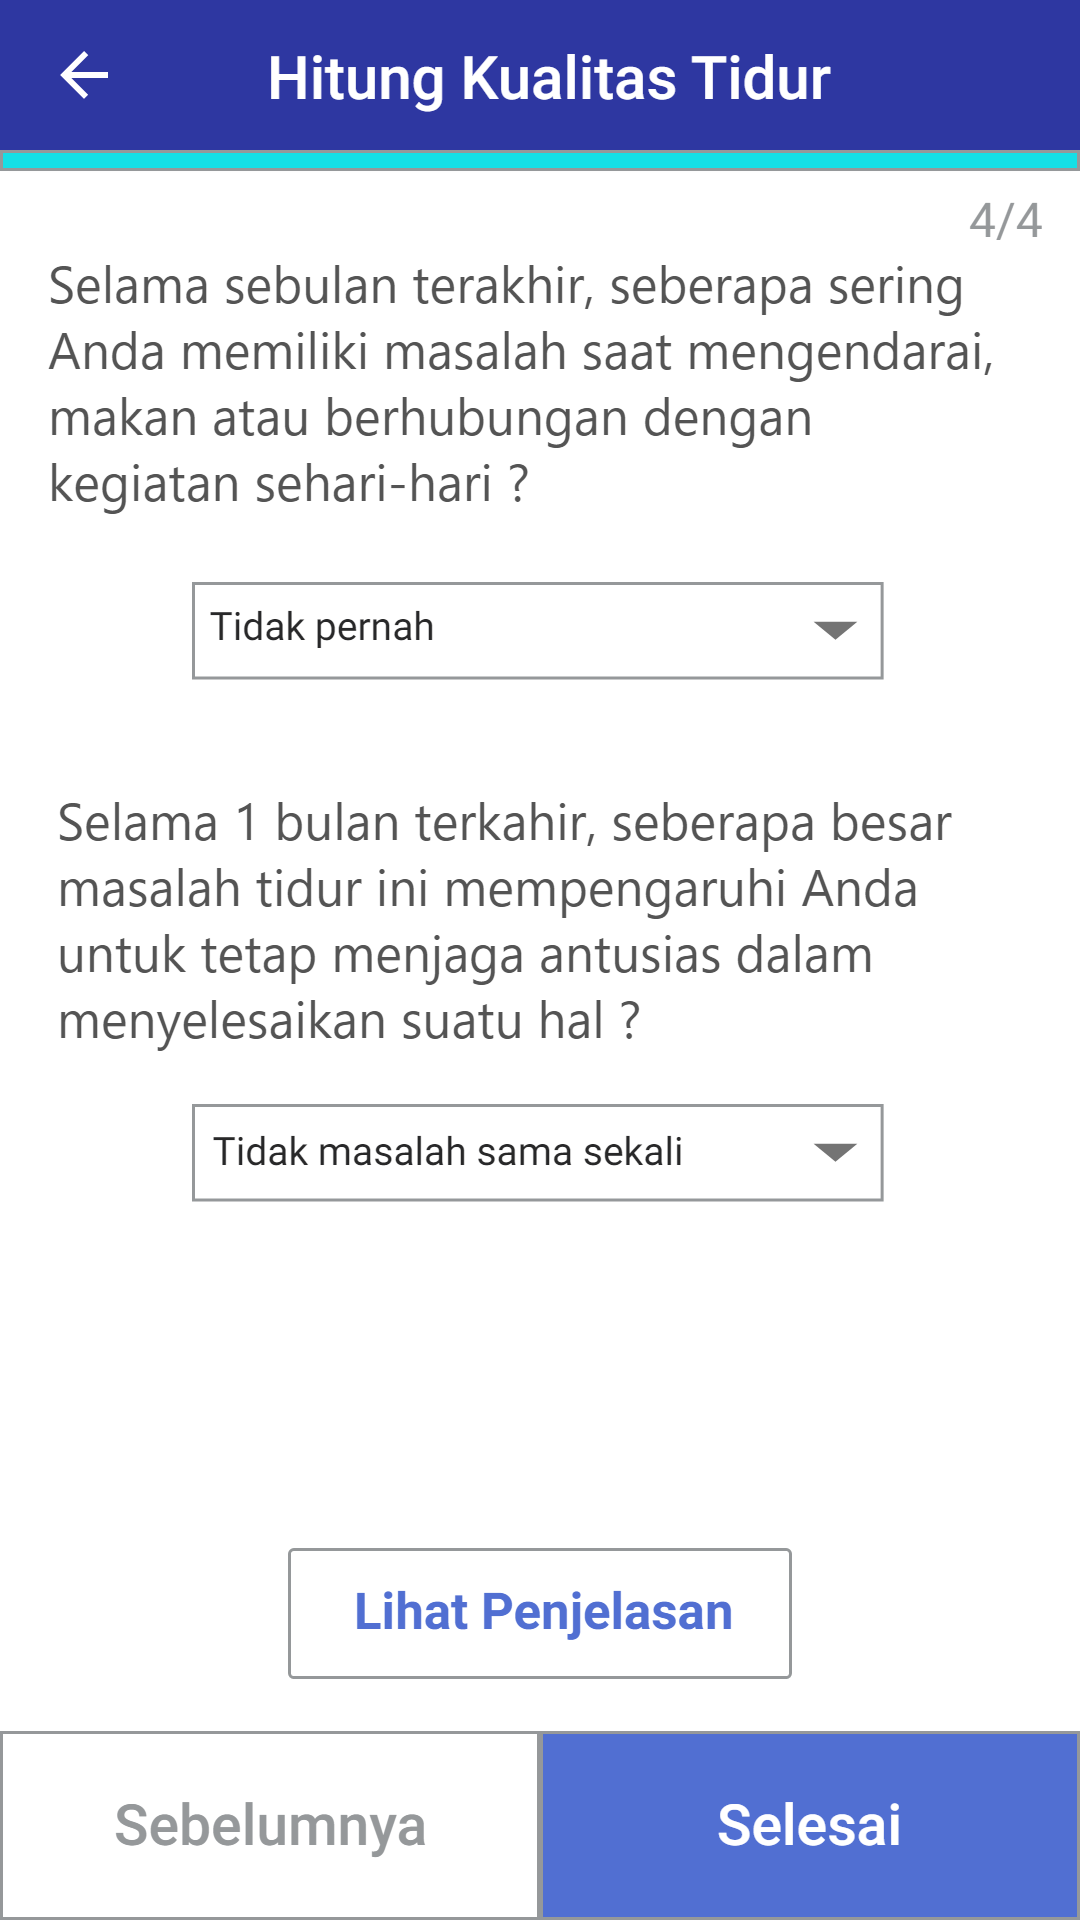 Hitung Kualitas Tidur
4/4
Selama sebulan terakhir, seberapa sering
Anda memiliki masalah saat mengendarai,
makan atau berhubungan dengan
kegiatan sehari-hari ?
Tidak pernah
Selama 1 bulan terkahir, seberapa besar
masalah tidur ini mempengaruhi Anda
untuk tetap menjaga antusias dalam
menyelesaikan suatu hal ?
Tidak masalah sama sekali
Lihat Penjelasan
Sebelumnya
Selesai